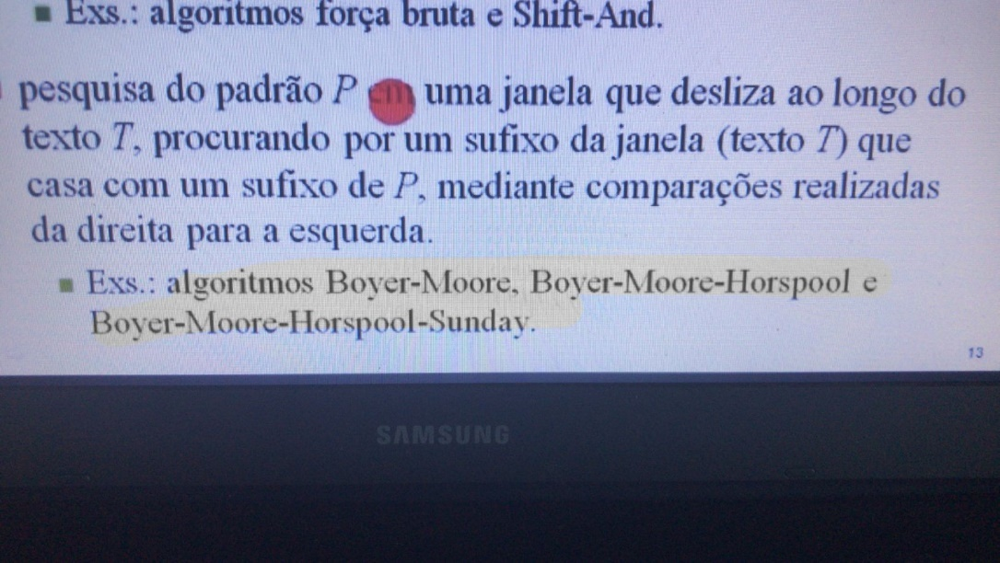 Exs.: algoritmos força bruta e Shift-And.
pesquisa do padrão P em uma janela que desliza ao longo do
texto T, procurando por um sufixo da janela (texto T) que
casa com um sufixo de P, mediante comparações realizadas
da direita para a esquerda.
Exs.: algoritmos Boyer-Moore, Boyer-Moore-Horspool e
Boyer-Moore-Horspool-Sunday.
13
SAMSUNG